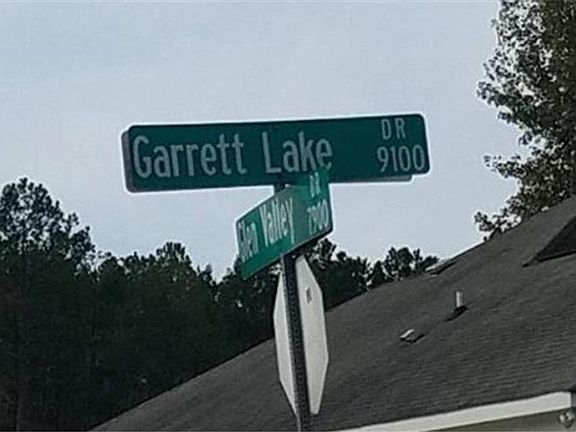 Garrett Lake DR 9100
Glen Valley DR 7900